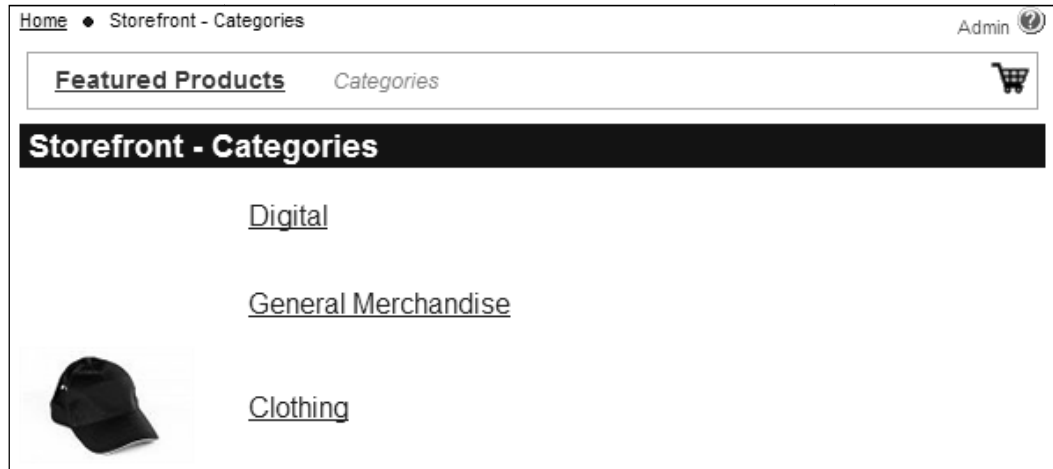 Home ● Storefront - Categories
Admin ?
Featured Products Categories
Storefront - Categories
Digital
General Merchandise
Clothing